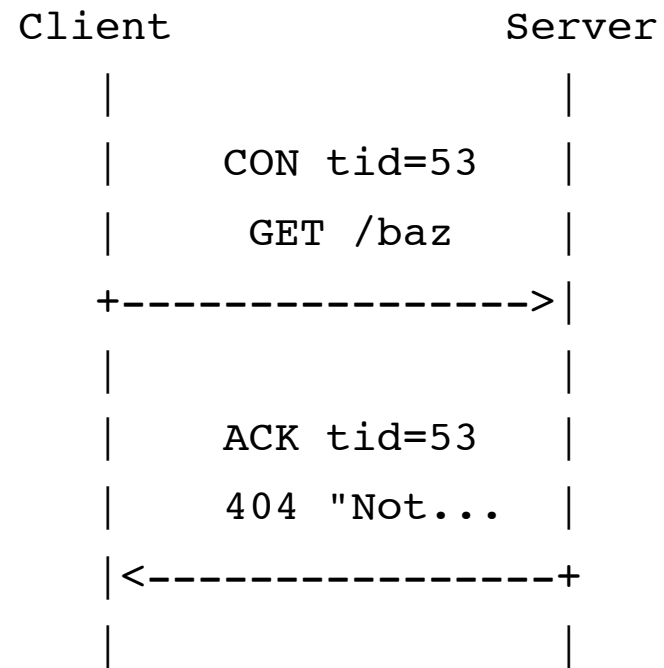 Client                Server
   |                     |
   |     CON tid=53      |
   |      GET /baz       |
   +---------------->|
   |                     |
   |     ACK tid=53      |
   |     404 "Not...     |
   |<----------------+
   |                     |